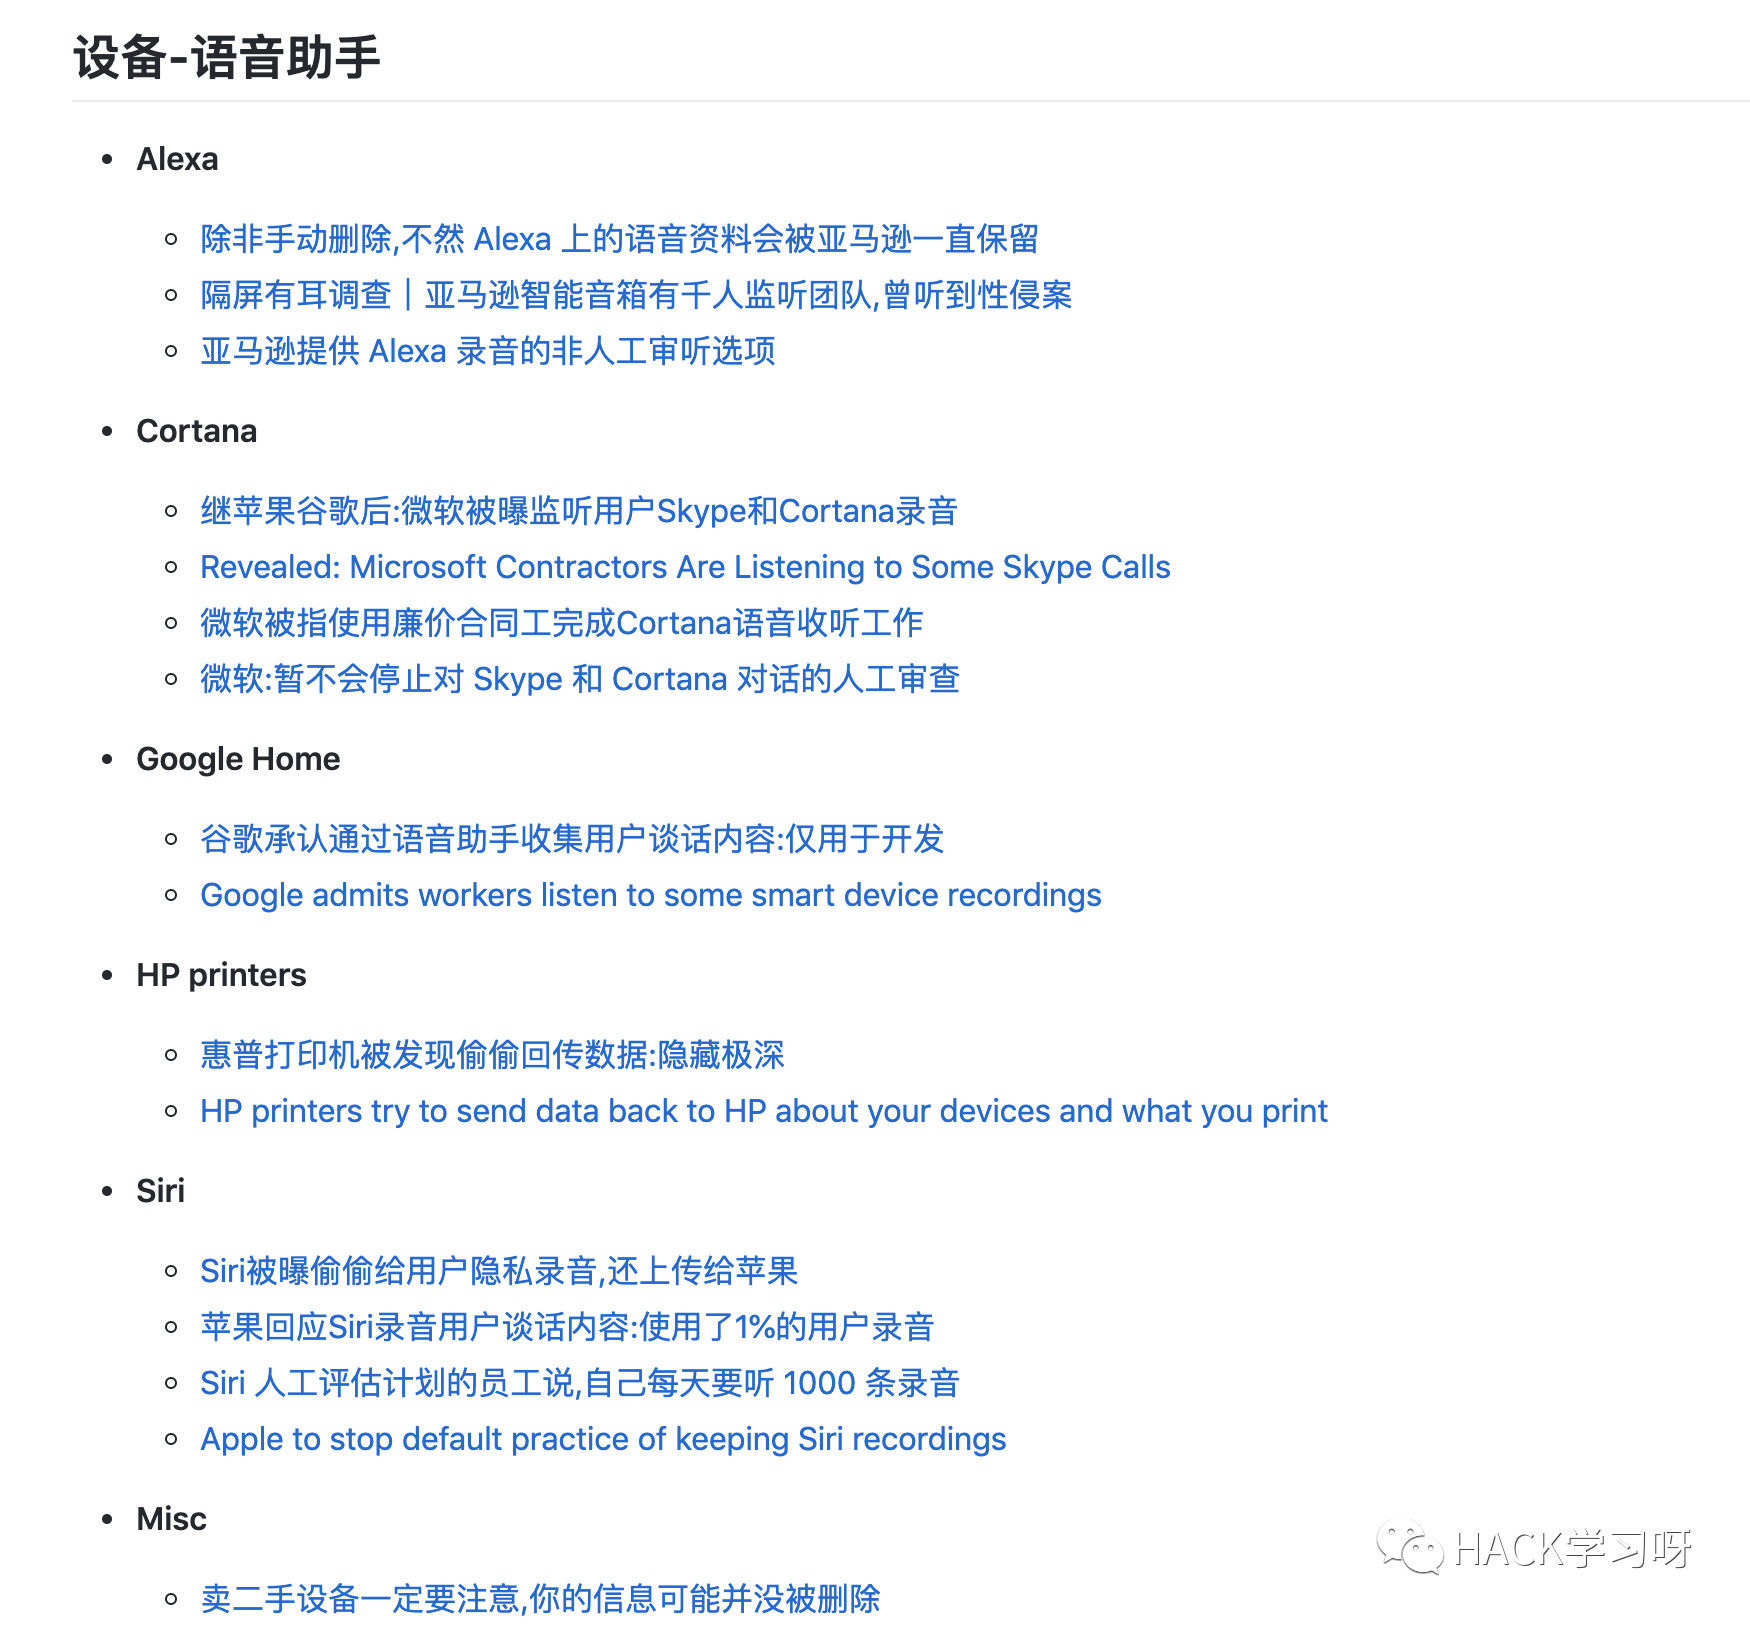 设备-语音助手
Alexa
除非手动删除,不然 Alexa 上的语音资料会被亚马逊一直保留
隔屏有耳调查 | 亚马逊智能音箱有千人监听团队,曾听到性侵案
亚马逊提供 Alexa 录音的非人工审听选项
Cortana
继苹果谷歌后:微软被曝监听用户Skype和Cortana录音
Revealed: Microsoft Contractors Are Listening to Some Skype Calls
微软被指使用廉价合同工完成Cortana语音收听工作
微软:暂不会停止对 Skype 和 Cortana 对话的人工审查
Google Home
谷歌承认通过语音助手收集用户谈话内容:仅用于开发
Google admits workers listen to some smart device recordings
HP printers
惠普打印机被发现偷偷回传数据:隐藏极深
HP printers try to send data back to HP about your devices and what you print
Siri
Siri被曝偷偷给用户隐私录音,还上传给苹果
苹果回应Siri录音用户谈话内容:使用了1%的用户录音
Siri 人工评估计划的员工说,自己每天要听 1000 条录音
Apple to stop default practice of keeping Siri recordings
Misc
HACK学习呀
卖二手设备一定要注意,你的信息可能并没被删除